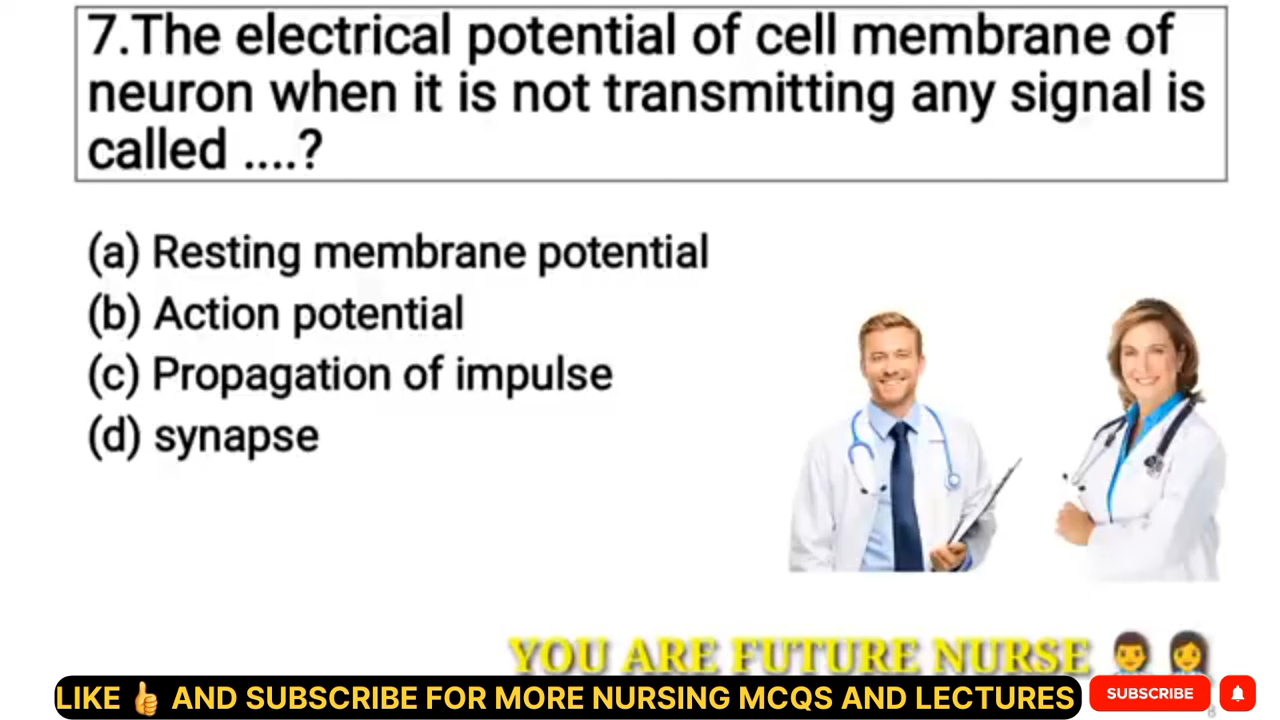 7.The electrical potential of cell membrane of
neuron when it is not transmitting any signal is
called ....?
(a) Resting membrane potential
(b) Action potential
(c) Propagation of impulse
(d) synapse
YOU ARE FUTURE NURSE 👨‍⚕️ 👩‍⚕️
LIKE 👍 AND SUBSCRIBE FOR MORE NURSING MCQS AND LECTURES
SUBSCRIBE
8